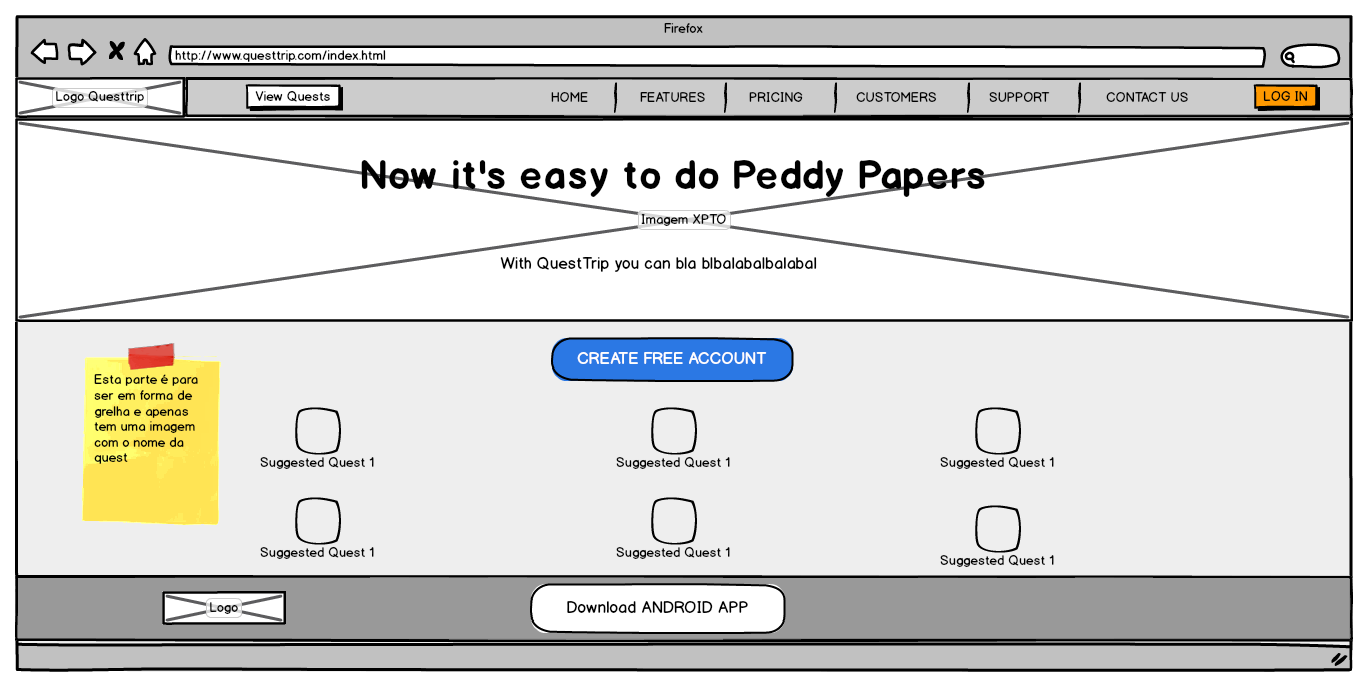 Firefox
http://www.questtrip.com/index.html
Logo Questtrip
View Quests
HOME
FEATURES
PRICING
CUSTOMERS
SUPPORT
CONTACT US
LOG IN
Now it's easy to do Peddy Papers
Imagem XPTO
With QuestTrip you can bla blbalabalbalabal
CREATE FREE ACCOUNT
Esta parte é para
ser em forma de
grelha e apenas
tem uma imagem
com o nome da
quest
Suggested Quest 1
Suggested Quest 1
Suggested Quest 1
Suggested Quest 1
Suggested Quest 1
Suggested Quest 1
Logo
Download ANDROID APP